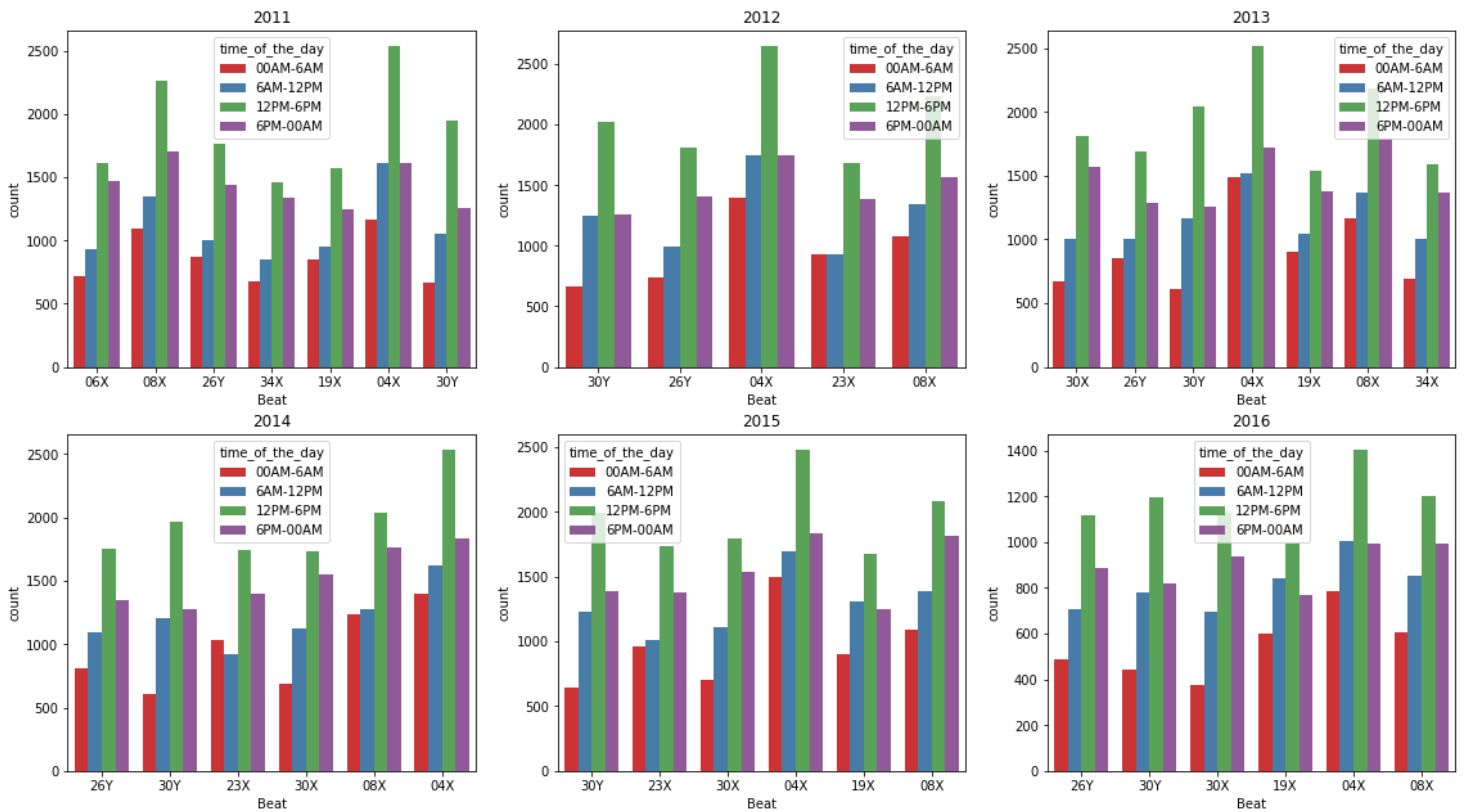 2011
count
2500
2000
1500
1000
500
0
time_of_the_day
00AM-6AM
6AM-12PM
12PM-6PM
6PM-00AM
06X 08X 26Y 34X 19X 04X 30Y
Beat
2012
count
2500
2000
1500
1000
500
0
time_of_the_day
00AM-6AM
6AM-12PM
12PM-6PM
6PM-00AM
30Y 26Y 04X 23X 08X
Beat
2013
count
2500
2000
1500
1000
500
0
time_of_the_day
00AM-6AM
6AM-12PM
12PM-6PM
6PM-00AM
30X 26Y 30Y 04X 19X 08X 34X
Beat
2014
count
2500
2000
1500
1000
500
0
time_of_the_day
00AM-6AM
6AM-12PM
12PM-6PM
6PM-00AM
26Y 30Y 23X 30X 08X 04X
Beat
2015
count
2500
2000
1500
1000
500
0
time_of_the_day
00AM-6AM
6AM-12PM
12PM-6PM
6PM-00AM
30Y 23X 30X 04X 19X 08X
Beat
2016
count
1400
1200
1000
800
600
400
200
0
time_of_the_day
00AM-6AM
6AM-12PM
12PM-6PM
6PM-00AM
26Y 30Y 30X 19X 04X 08X
Beat